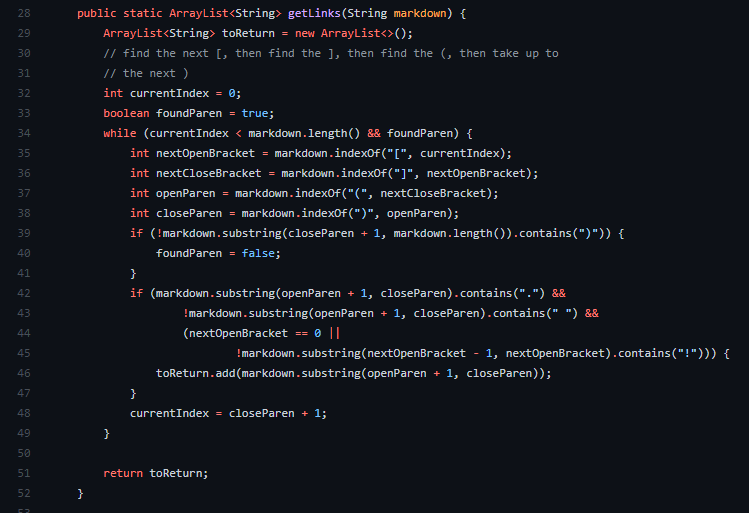 28 public static ArrayList<String> getLinks(String markdown) {
29 ArrayList<String> toReturn = new ArrayList<>();
30 // find the next [, then find the ], then find the (, then take up to
31 // the next )
32 int currentIndex = 0;
33 boolean foundParen = true;
34 while (currentIndex < markdown.length() && foundParen) {
35 int nextOpenBracket = markdown.indexOf("[", currentIndex);
36 int nextCloseBracket = markdown.indexOf("]", nextOpenBracket);
37 int openParen = markdown.indexOf("(", nextCloseBracket);
38 int closeParen = markdown.indexOf(")", openParen);
39 if (!markdown.substring(closeParen + 1, markdown.length()).contains(")")) {
40 foundParen = false;
41 }
42 if (markdown.substring(openParen + 1, closeParen).contains(".") &&
43 !markdown.substring(openParen + 1, closeParen).contains(" ") &&
44 (nextOpenBracket == 0 ||
45 !markdown.substring(nextOpenBracket - 1, nextOpenBracket).contains("!"))) {
46 toReturn.add(markdown.substring(openParen + 1, closeParen));
47 }
48 currentIndex = closeParen + 1;
49 }
50
51 return toReturn;
52 }
53